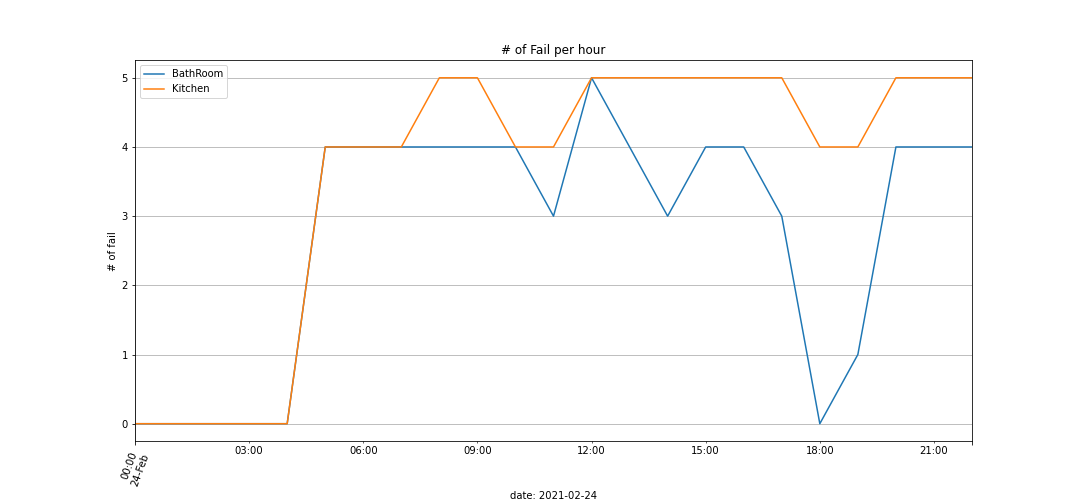 # of Fail per hour
BathRoom
Kitchen
# of fail
5
4
3
2
1
0
00:00
24-Feb
03:00
06:00
09:00
12:00
15:00
18:00
21:00
date: 2021-02-24